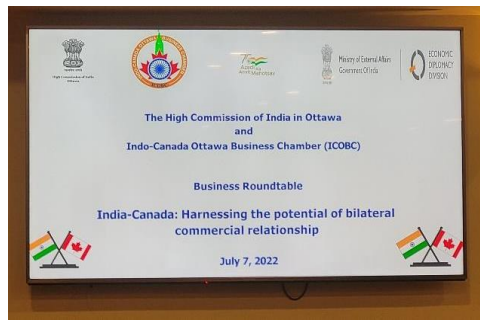 High Commission of India
Ottawa
ICOBC
Azadi Ka
Amrit Mahotsav
Ministry of External Affairs
Government Of India
ECONOMIC
DIPLOMACY
DIVISION
The High Commission of India in Ottawa
and
Indo-Canada Ottawa Business Chamber (ICOBC)
Business Roundtable
India-Canada: Harnessing the potential of bilateral
commercial relationship
July 7, 2022